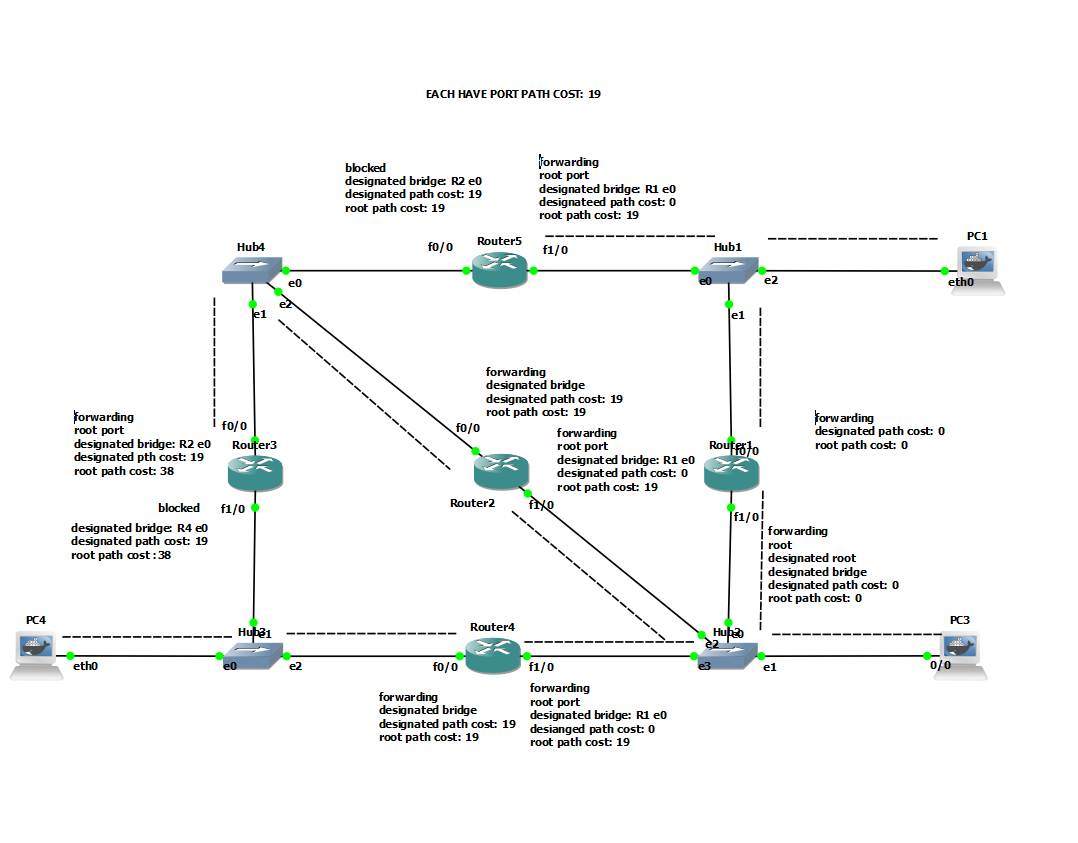 EACH HAVE PORT PATH COST: 19
blocked
designated bridge: R2 e0
designated path cost: 19
root path cost: 19
forwarding
root port
designated bridge: R1 e0
designateeed path cost: 0
root path cost: 19
Hub4
f0/0
Router5
f1/0
Hub1
PC1
e0
e2
e1
e0
e2
e1
eth0
forwarding
designated bridge
designated path cost: 19
root path cost: 19
forwarding
root port
designated bridge: R2 e0
designated pth cost: 19
root path cost: 38
f0/0
Router3
f1/0
blocked
designated bridge: R4 e0
designated path cost: 19
root path cost : 38
f0/0
Router2
f1/0
forwarding
root port
designated bridge: R1 e0
designated path cost: 0
root path cost: 19
Router1
f0/0
f1/0
forwarding
designated path cost: 0
root path cost: 0
forwarding
root
designated root
designated bridge
designated path cost: 0
root path cost: 0
PC4
eth0
Hub3
e1
e0
e2
Router4
f0/0
f1/0
Hub2
e0
e2
e3
e1
PC3
0/0
forwarding
designated bridge
designated path cost: 19
root path cost: 19
forwarding
root port
designated bridge: R1 e0
desianged path cost: 0
root path cost: 19